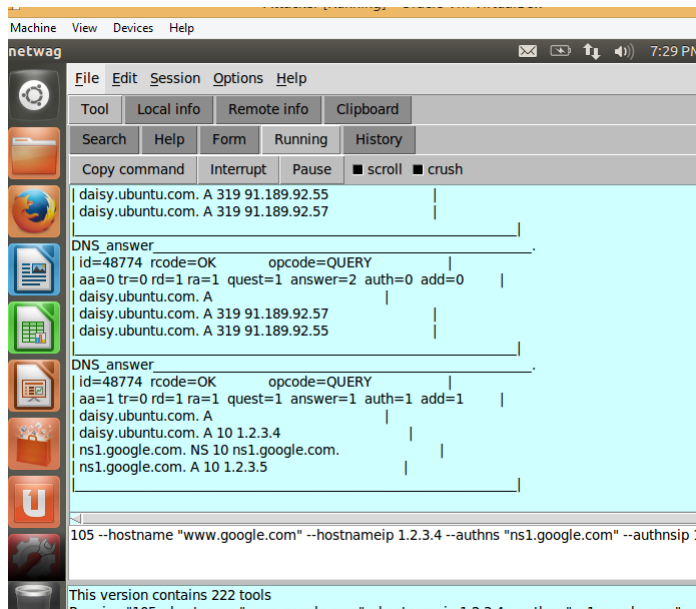 Machine View Devices Help
netwag 7:29 PM
File Edit Session Options Help
Tool Local info Remote info Clipboard
Search Help Form Running History
Copy command Interrupt Pause scroll crush
| daisy.ubuntu.com. A 319 91.189.92.55 |
| daisy.ubuntu.com. A 319 91.189.92.57 |
|_____________________________________________|
DNS_answer_____________________________________________.
| id=48774 rcode=OK opcode=QUERY |
| aa=0 tr=0 rd=1 ra=1 quest=1 answer=2 auth=0 add=0 |
| daisy.ubuntu.com. A |
| daisy.ubuntu.com. A 319 91.189.92.57 |
| daisy.ubuntu.com. A 319 91.189.92.55 |
|_____________________________________________|
DNS_answer_____________________________________________.
| id=48774 rcode=OK opcode=QUERY |
| aa=1 tr=0 rd=1 ra=1 quest=1 answer=1 auth=1 add=1 |
| daisy.ubuntu.com. A |
| daisy.ubuntu.com. A 10 1.2.3.4 |
| ns1.google.com. NS 10 ns1.google.com. |
| ns1.google.com. A 10 1.2.3.5 |
|_____________________________________________|
105 --hostname "www.google.com" --hostnameip 1.2.3.4 --authns "ns1.google.com" --authnsip 1
This version contains 222 tools